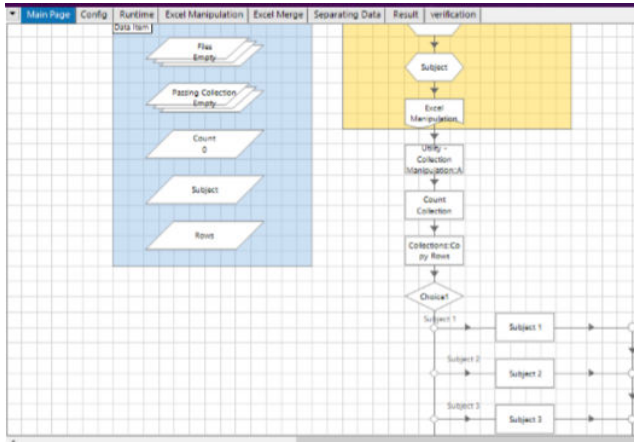 Main Page Config Runtime Excel Manipulation Excel Merge Separating Data Result verification
Data Item
Files
Empty
Passing Collection
Empty
Count
0
Subject
Rows
Subject
Excel
Manipulation
Utility -
Collection
Manipulation::A
Count
Collection
Collections:Co
py Rows
Choice1
Subject 1
Subject 1
Subject 2
Subject 2
Subject 3
Subject 3